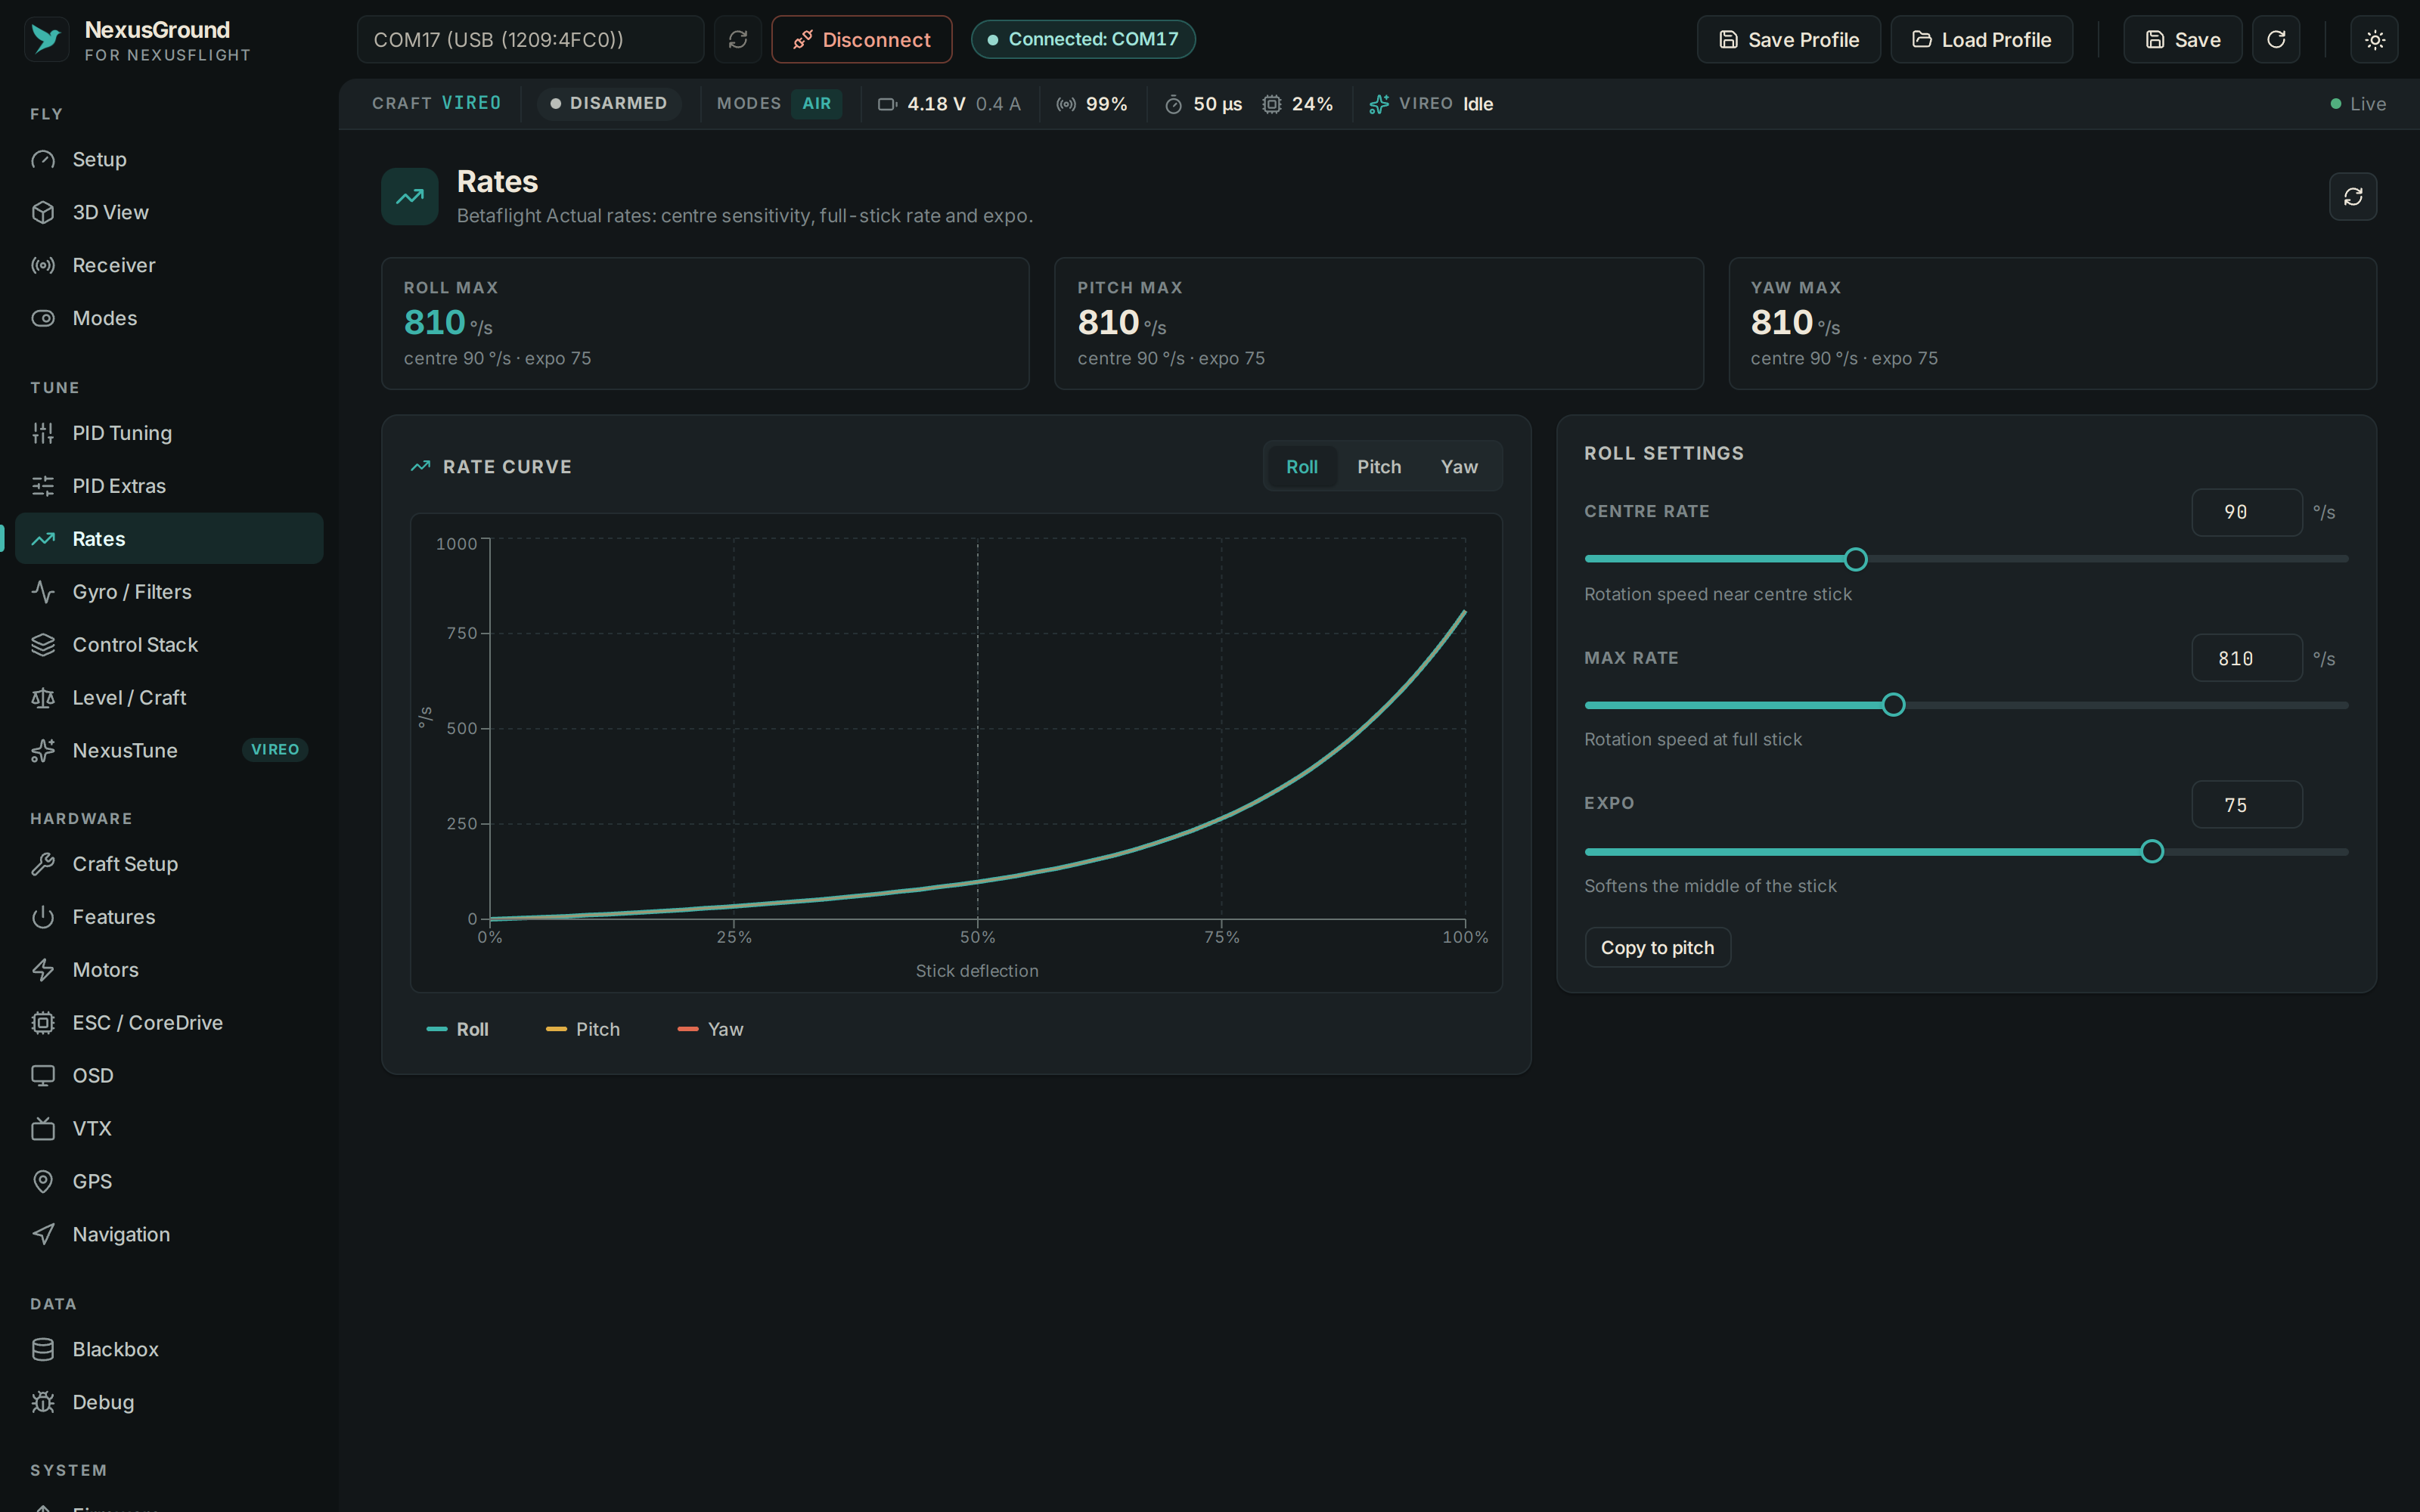 NexusGround
FOR NEXUSFLIGHT
COM17 (USB (1209:4FC0))
Disconnect
Connected: COM17
Save Profile
Load Profile
Save
CRAFT VIREO
DISARMED
MODES AIR
4.18 V 0.4 A
99%
50 µs
24%
VIREO Idle
Live
FLY
Setup
3D View
Receiver
Modes
TUNE
PID Tuning
PID Extras
Rates
Gyro / Filters
Control Stack
Level / Craft
NexusTune VIREO
HARDWARE
Craft Setup
Features
Motors
ESC / CoreDrive
OSD
VTX
GPS
Navigation
DATA
Blackbox
Debug
SYSTEM
Rates
Betaflight Actual rates: centre sensitivity, full-stick rate and expo.
ROLL MAX
810 °/s
centre 90 °/s · expo 75
PITCH MAX
810 °/s
centre 90 °/s · expo 75
YAW MAX
810 °/s
centre 90 °/s · expo 75
RATE CURVE
Roll Pitch Yaw
1000
750
500
250
0
°/s
0% 25% 50% 75% 100%
Stick deflection
Roll Pitch Yaw
ROLL SETTINGS
CENTRE RATE 90 °/s
Rotation speed near centre stick
MAX RATE 810 °/s
Rotation speed at full stick
EXPO 75
Softens the middle of the stick
Copy to pitch